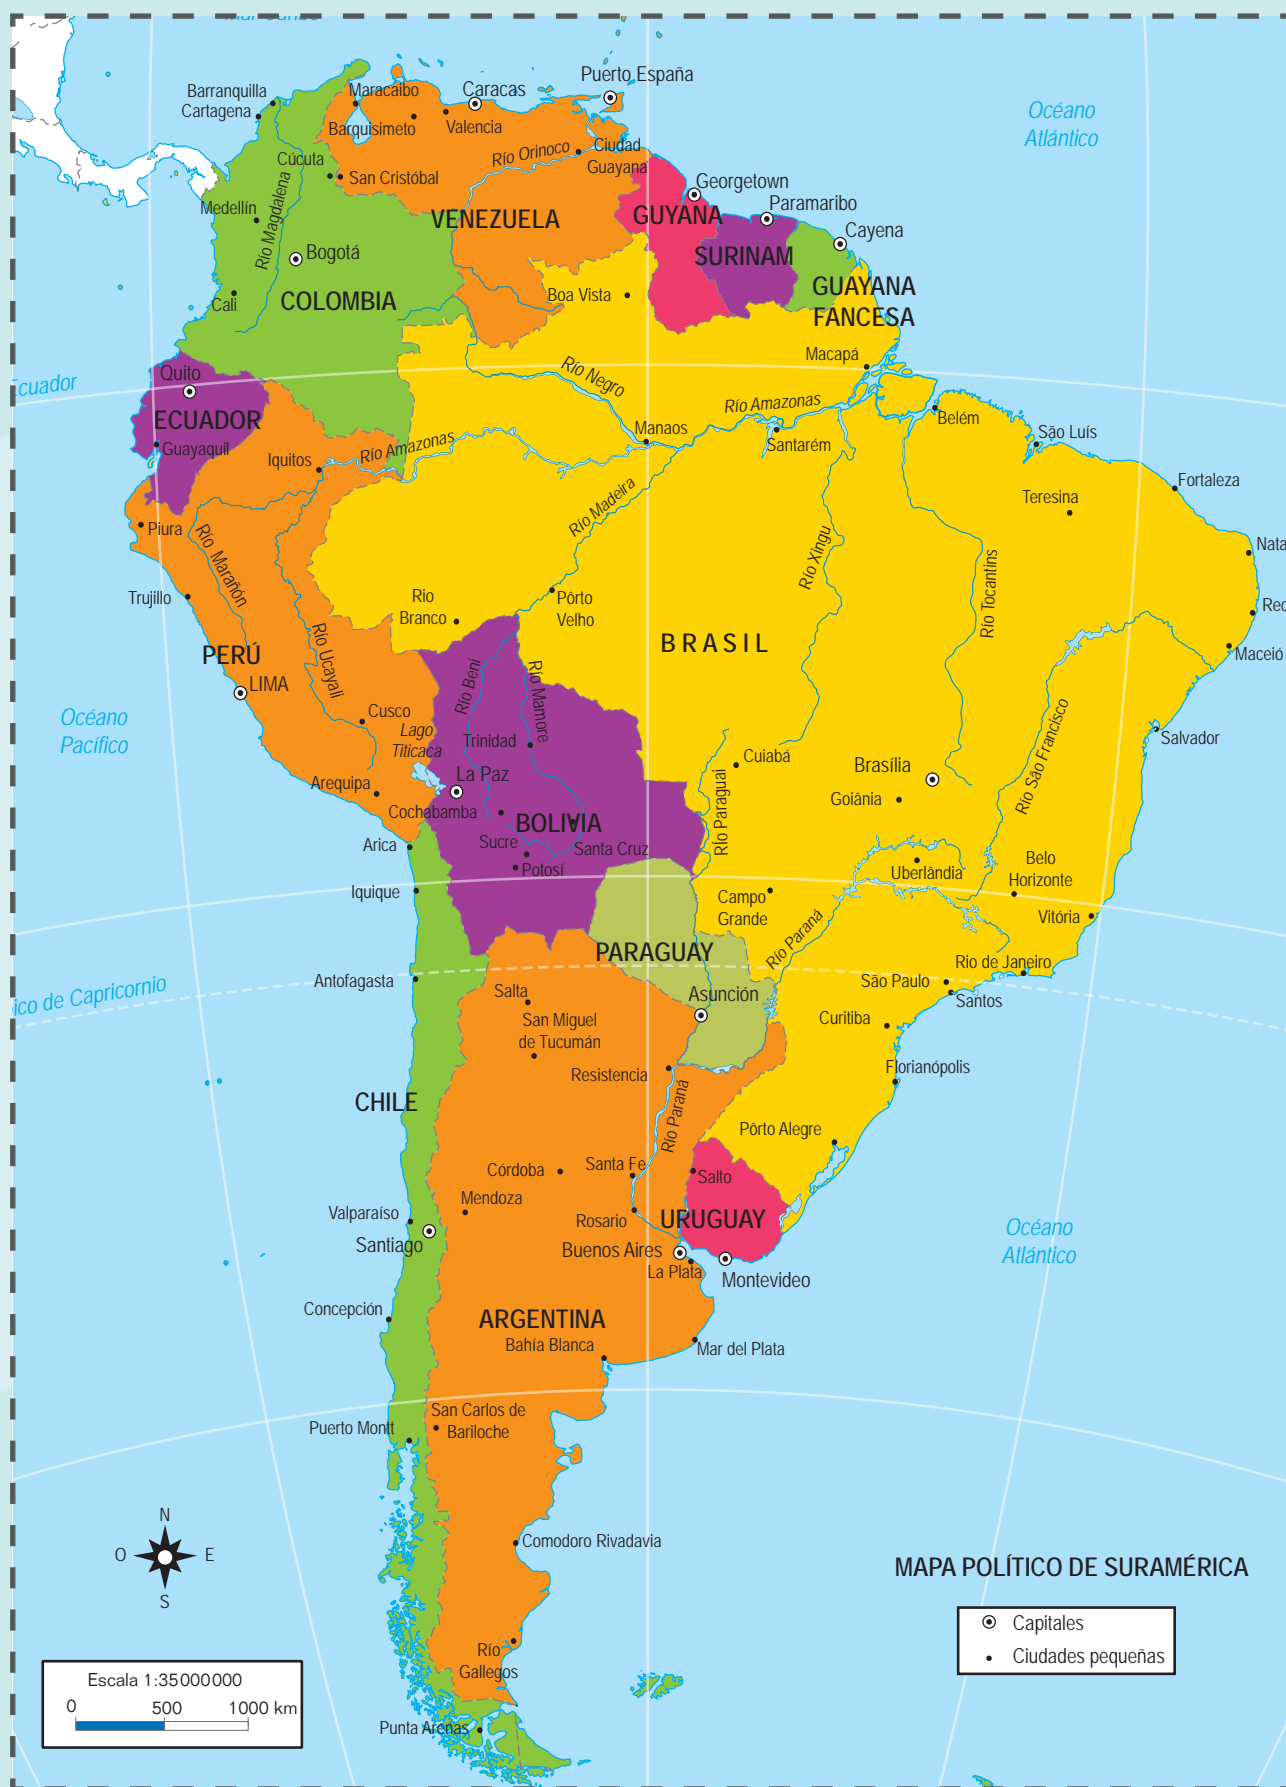 Puerto España
Barranquilla
Maracaibo
Caracas
Cartagena
Barquisimeto
Valencia
Océano
Atlántico
Río Orinoco
Ciudad
Guayana
Cúcuta
San Cristóbal
Río Magdalena
Medellín
VENEZUELA
GUYANA
Georgetown
Paramaribo
Cayena
Bogotá
SURINAM
Cali
COLOMBIA
Boa Vista
GUAYANA
FANCESA
Macapá
Ecuador
Quito
Río Negro
Río Amazonas
ECUADOR
Belém
Guayaquil
Iquitos
Río Amazonas
Manaos
Santarém
São Luís
Fortaleza
Teresina
Piura
Río Marañón
Río Madeira
Río Xingu
Río Tocantins
Nata
Trujillo
Rio
Branco
Pôrto
Velho
Rec
Río Ucayali
PERÚ
LIMA
BRASIL
Maceió
Río Beni
Río Mamore
Océano
Pacífico
Cusco
Lago
Titicaca
Trinidad
Salvador
Río São Francisco
Arequipa
La Paz
Cuiabá
Brasília
Cochabamba
BOLIVIA
Río Paraguai
Goiânia
Arica
Sucre
Santa Cruz
Potosí
Uberlândia
Belo
Horizonte
Iquique
Campo
Grande
Vitória
Río Paraná
PARAGUAY
Antofagasta
Rio de Janeiro
São Paulo
Santos
ico de Capricornio
Salta
Asunción
San Miguel
de Tucumán
Curitiba
Resistencia
Florianópolis
CHILE
Río Paraná
Pôrto Alegre
Córdoba
Santa Fe
Salto
Mendoza
Valparaíso
Rosario
URUGUAY
Santiago
Buenos Aires
La Plata
Montevideo
Océano
Atlántico
Concepción
ARGENTINA
Bahía Blanca
Mar del Plata
San Carlos de
Bariloche
Puerto Montt
N
O
E
S
Comodoro Rivadavia
MAPA POLÍTICO DE SURAMÉRICA
Capitales
Ciudades pequeñas
Río
Gallegos
Escala 1:35 000 000
0 500 1000 km
Punta Arenas